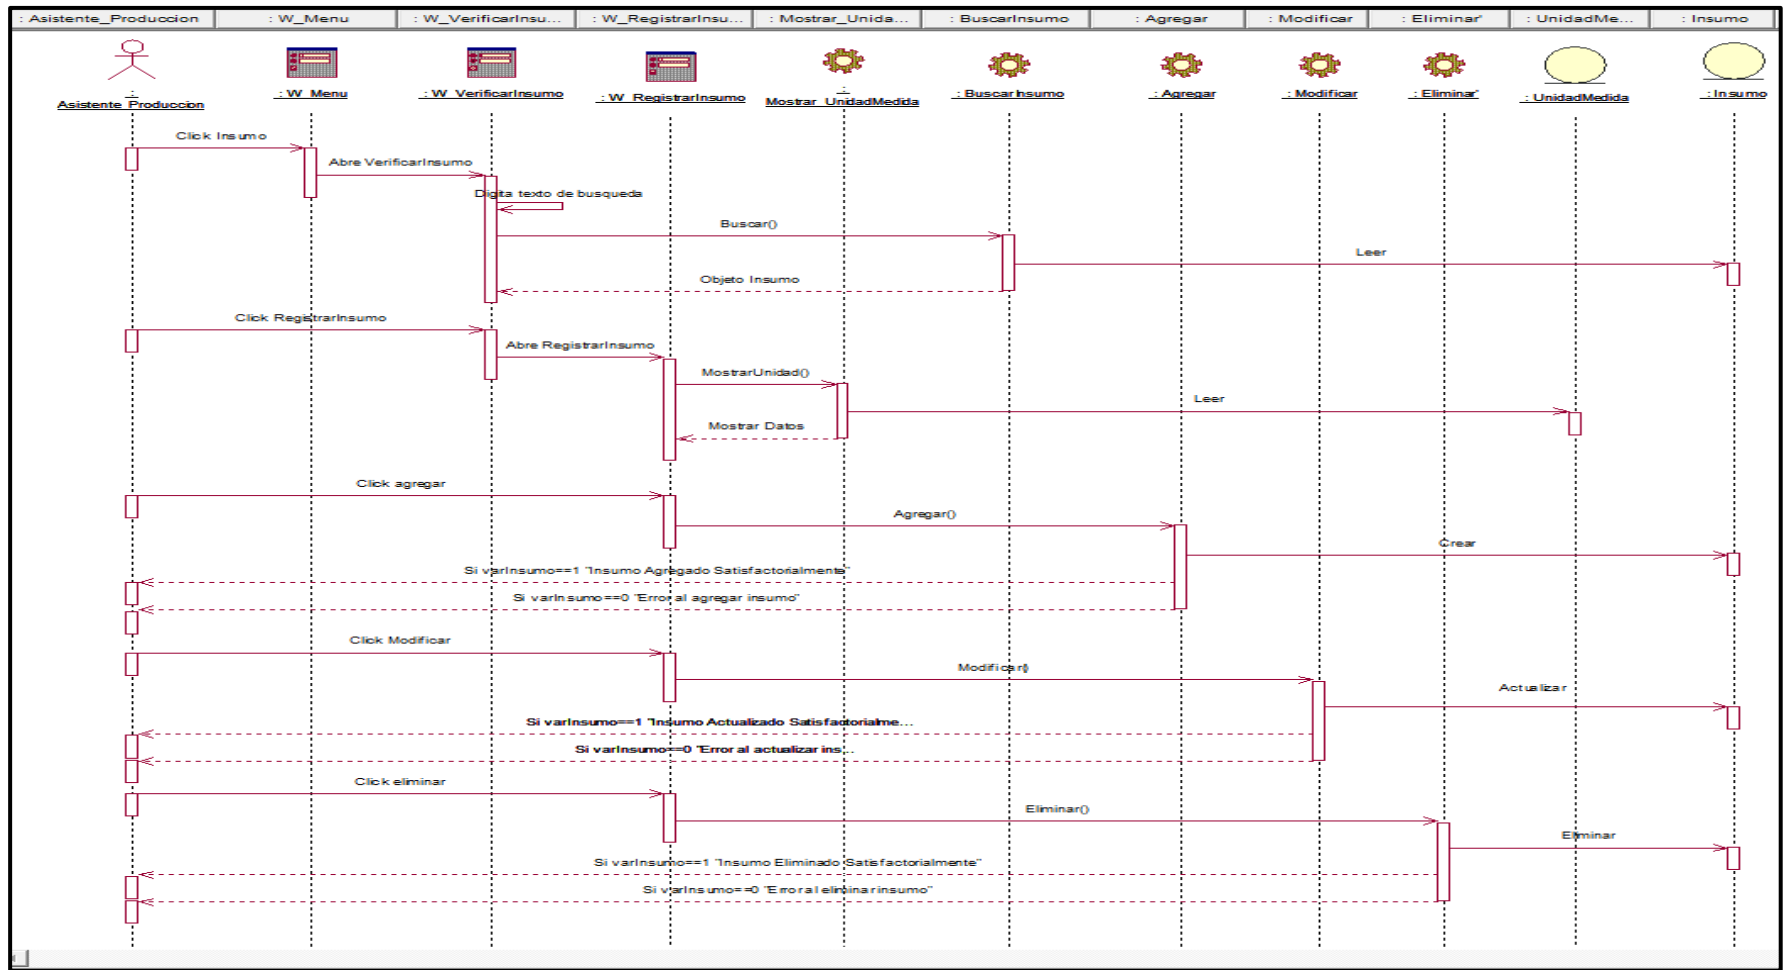 : Asistente_Produccion
: W_Menu
: W_VerificarInsu...
: W_RegistrarInsu...
: Mostrar_Unida...
: BuscarInsumo
: Agregar
: Modificar
: Eliminar'
: UnidadMe...
: Insumo
:
Asistente_Produccion
: W_Menu
: W_VerificarInsumo
: W_RegistrarInsumo
:
Mostrar_UnidadMedida
: BuscarInsumo
: Agregar
: Modificar
: Eliminar'
: UnidadMedida
: Insumo
Click Insumo
Abre VerificarInsumo
Digita texto de busqueda
Buscar()
Leer
Objeto Insumo
Click RegistrarInsumo
Abre RegistrarInsumo
MostrarUnidad()
Leer
Mostrar Datos
Click agregar
Agregar()
Crear
Si varInsumo==1 "Insumo Agregado Satisfactorialmente"
Si varInsumo==0 "Error al agregar insumo"
Click Modificar
Modificar()
Actualizar
Si varInsumo==1 "Insumo Actualizado Satisfactorialme...
Si varInsumo==0 "Error al actualizar ins...
Click eliminar
Eliminar()
Eliminar
Si varInsumo==1 "Insumo Eliminado Satisfactorialmente"
Si varInsumo==0 "Error al eliminar insumo"